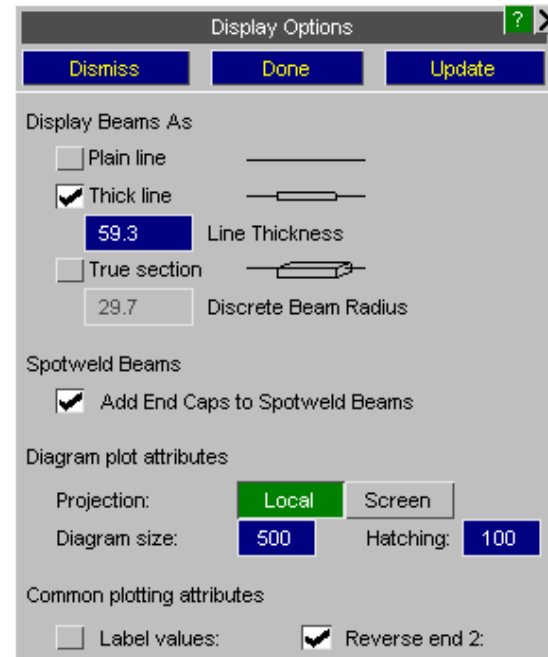 Display Options ? X
Dismiss Done Update
Display Beams As
Plain line
Thick line
59.3 Line Thickness
True section
29.7 Discrete Beam Radius
Spotweld Beams
Add End Caps to Spotweld Beams
Diagram plot attributes
Projection: Local Screen
Diagram size: 500 Hatching: 100
Common plotting attributes
Label values: Reverse end 2: